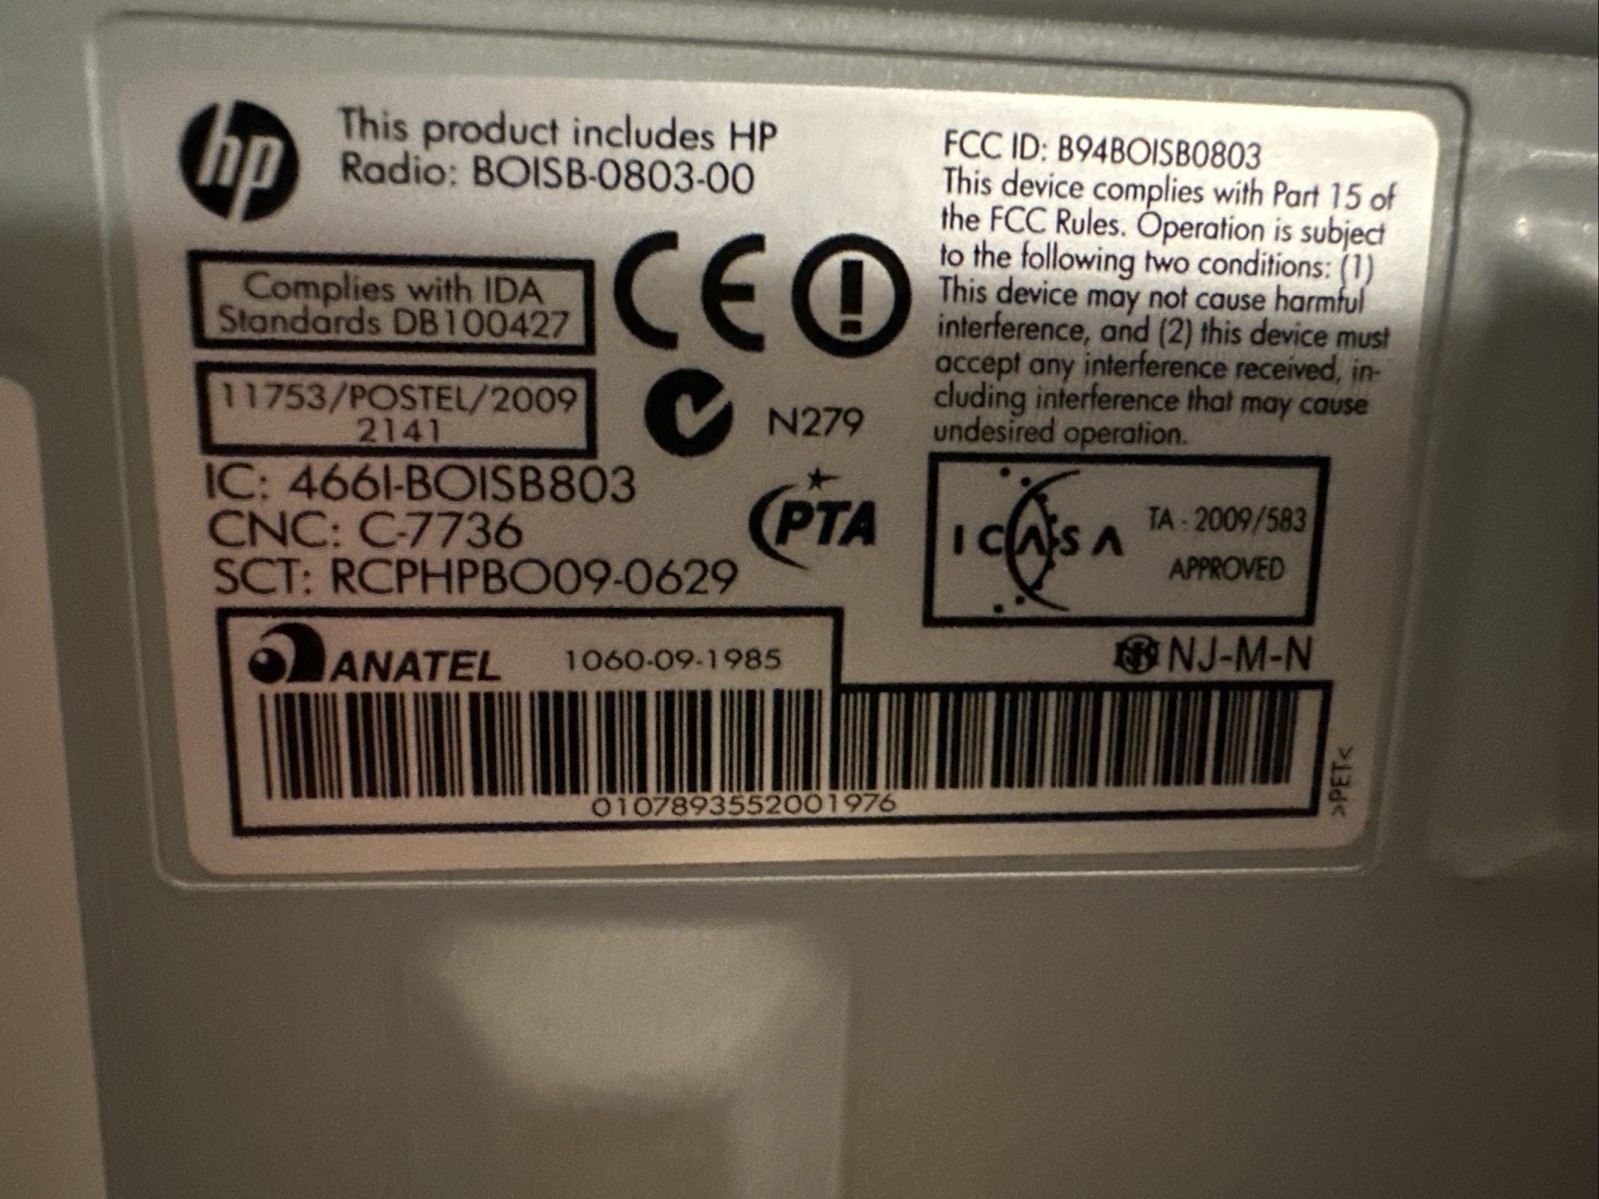 hp
This product includes HP
Radio: BOISB-0803-00
Complies with IDA
Standards DB100427
CE
11753/POSTEL/2009
2141
N279
IC: 466I-BOISB803
CNC: C-7736
SCT: RCPHPBO09-0629
PTA
FCC ID: B94BOISB0803
This device complies with Part 15 of
the FCC Rules. Operation is subject
to the following two conditions: (1)
This device may not cause harmful
interference, and (2) this device must
accept any interference received, in-
cluding interference that may cause
undesired operation.
ICASA
TA - 2009/583
APPROVED
NJ-M-N
ANATEL 1060-09-1985
0107893552001976
>PET<